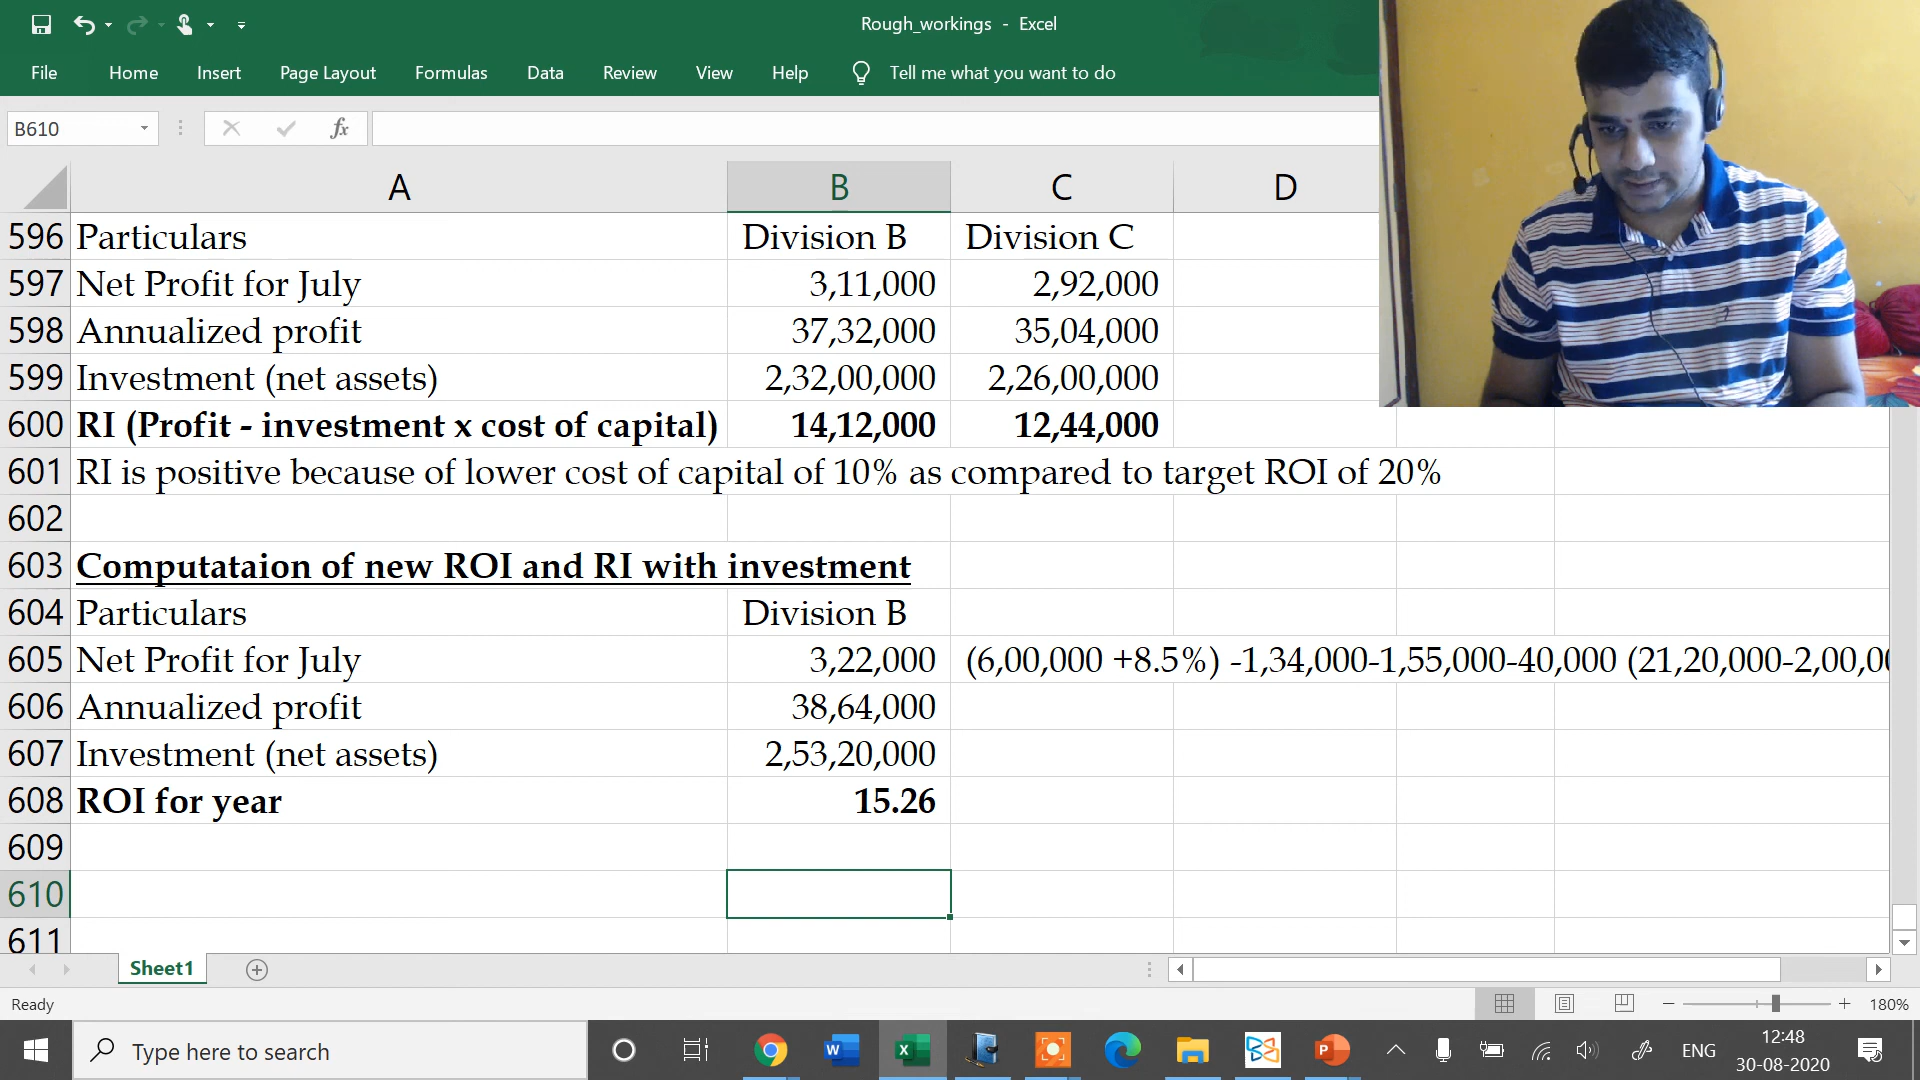 Rough_workings - Excel
File Home Insert Page Layout Formulas Data Review View Help Tell me what you want to do
B610 fx
A B C D
596 Particulars Division B Division C
597 Net Profit for July 3,11,000 2,92,000
598 Annualized profit 37,32,000 35,04,000
599 Investment (net assets) 2,32,00,000 2,26,00,000
600 RI (Profit - investment x cost of capital) 14,12,000 12,44,000
601 RI is positive because of lower cost of capital of 10% as compared to target ROI of 20%
602
603 Computataion of new ROI and RI with investment
604 Particulars Division B
605 Net Profit for July 3,22,000 (6,00,000 +8.5%) -1,34,000-1,55,000-40,000 (21,20,000-2,00,00
606 Annualized profit 38,64,000
607 Investment (net assets) 2,53,20,000
608 ROI for year 15.26
609
610
611
Sheet1
Ready 180%
Type here to search ENG 12:48
30-08-2020